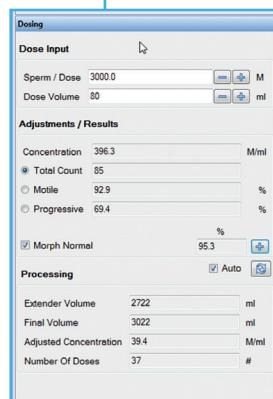 Dosing
Dose Input
Sperm / Dose 3000.0 M
Dose Volume 80 ml
Adjustments / Results
Concentration 396.3 M/ml
Total Count 85
Motile 92.9 %
Progressive 69.4 %
%
Morph Normal 95.3
Processing Auto
Extender Volume 2722 ml
Final Volume 3022 ml
Adjusted Concentration 39.4 M/ml
Number Of Doses 37 #